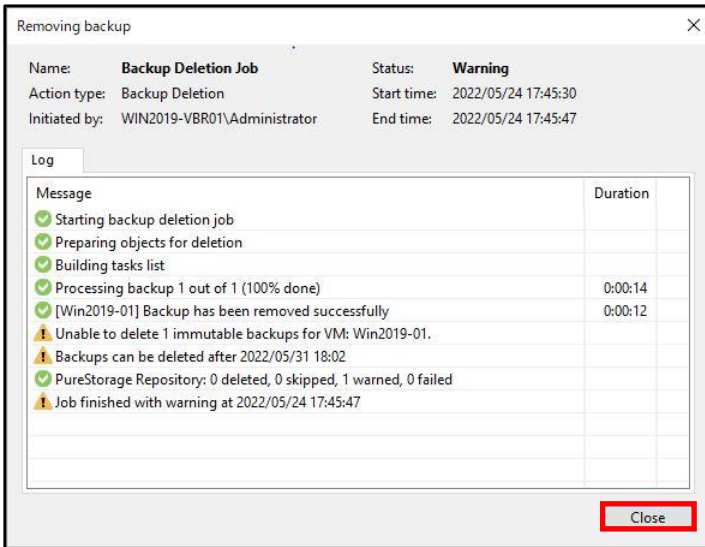 Removing backup
Name: Backup Deletion Job Status: Warning
Action type: Backup Deletion Start time: 2022/05/24 17:45:30
Initiated by: WIN2019-VBR01\Administrator End time: 2022/05/24 17:45:47
Log
Message Duration
Starting backup deletion job
Preparing objects for deletion
Building tasks list
Processing backup 1 out of 1 (100% done) 0:00:14
[Win2019-01] Backup has been removed successfully 0:00:12
Unable to delete 1 immutable backups for VM: Win2019-01.
Backups can be deleted after 2022/05/31 18:02
PureStorage Repository: 0 deleted, 0 skipped, 1 warned, 0 failed
Job finished with warning at 2022/05/24 17:45:47
Close